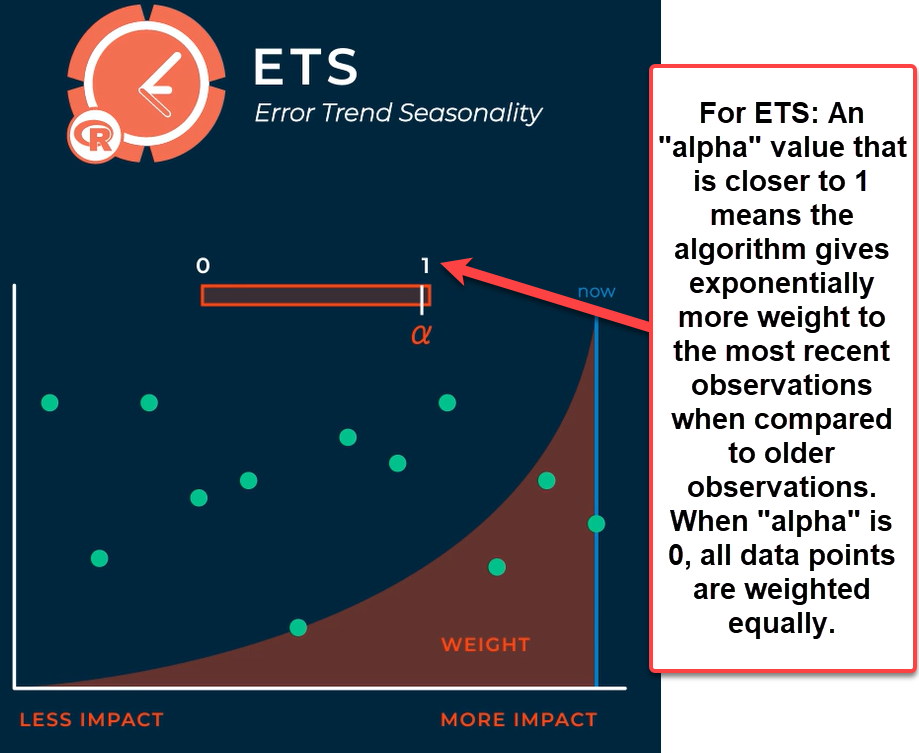 ETS
Error Trend Seasonality
R
0
1
α
now
WEIGHT
LESS IMPACT
MORE IMPACT
For ETS: An
"alpha" value that
is closer to 1
means the
algorithm gives
exponentially
more weight to
the most recent
observations
when compared
to older
observations.
When "alpha" is
0, all data points
are weighted
equally.